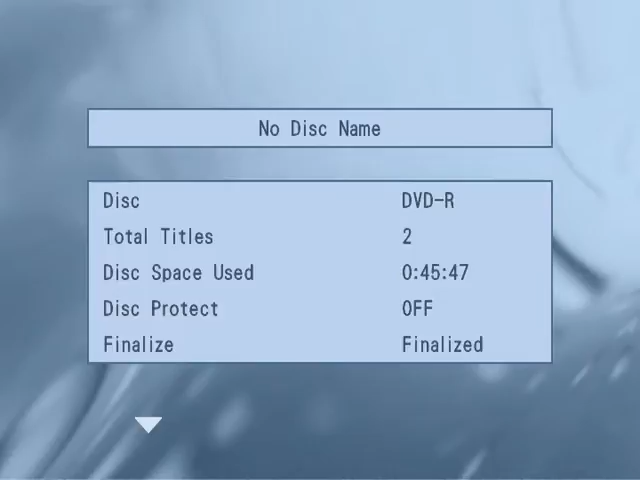 No Disc Name
Disc DVD-R
Total Titles 2
Disc Space Used 0:45:47
Disc Protect OFF
Finalize Finalized